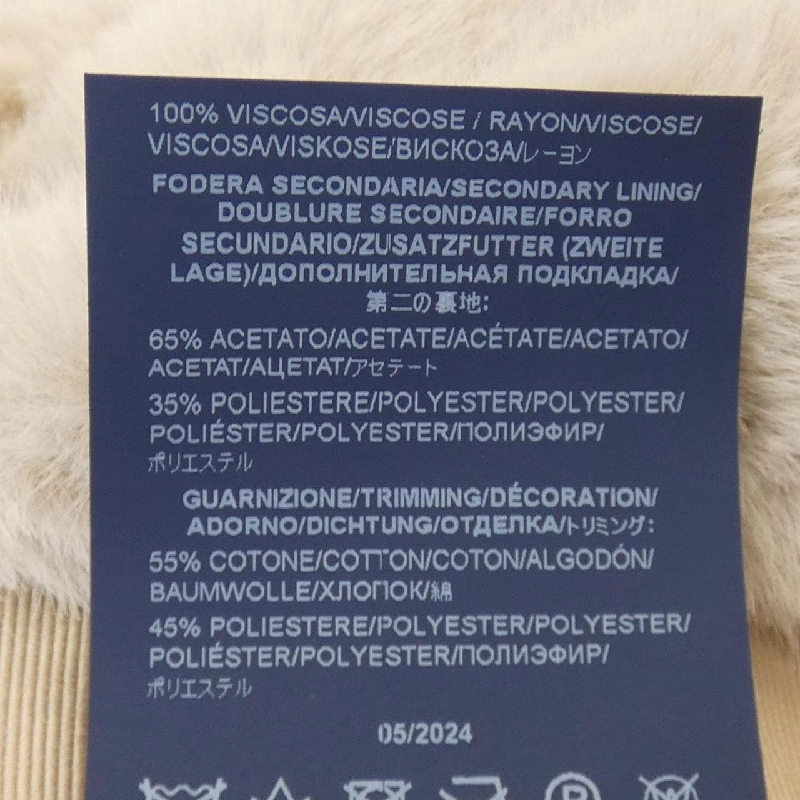 100% VISCOSA/VISCOSE / RAYON/VISCOSE/
VISCOSA/VISKOSE/ВИСКОЗА/レーヨン
FODERA SECONDARIA/SECONDARY LINING/
DOUBLURE SECONDAIRE/FORRO
SECUNDARIO/ZUSATZFUTTER (ZWEITE
LAGE)/ДОПОЛНИТЕЛЬНАЯ ПОДКЛАДКА/
第二の裏地:
65% ACETATO/ACETATE/ACÉTATE/ACETATO/
ACETAT/АЦЕТАТ/アセテート
35% POLIESTERE/POLYESTER/POLYESTER/
POLIÉSTER/POLYESTER/ПОЛИЭФИР/
ポリエステル
GUARNIZIONE/TRIMMING/DÉCORATION/
ADORNO/DICHTUNG/ОТДЕЛКА/トリミング:
55% COTONE/COTTON/COTON/ALGODÓN/
BAUMWOLLE/ХЛОПОК/綿
45% POLIESTERE/POLYESTER/POLYESTER/
POLIÉSTER/POLYESTER/ПОЛИЭФИР/
ポリエステル
05/2024
P W